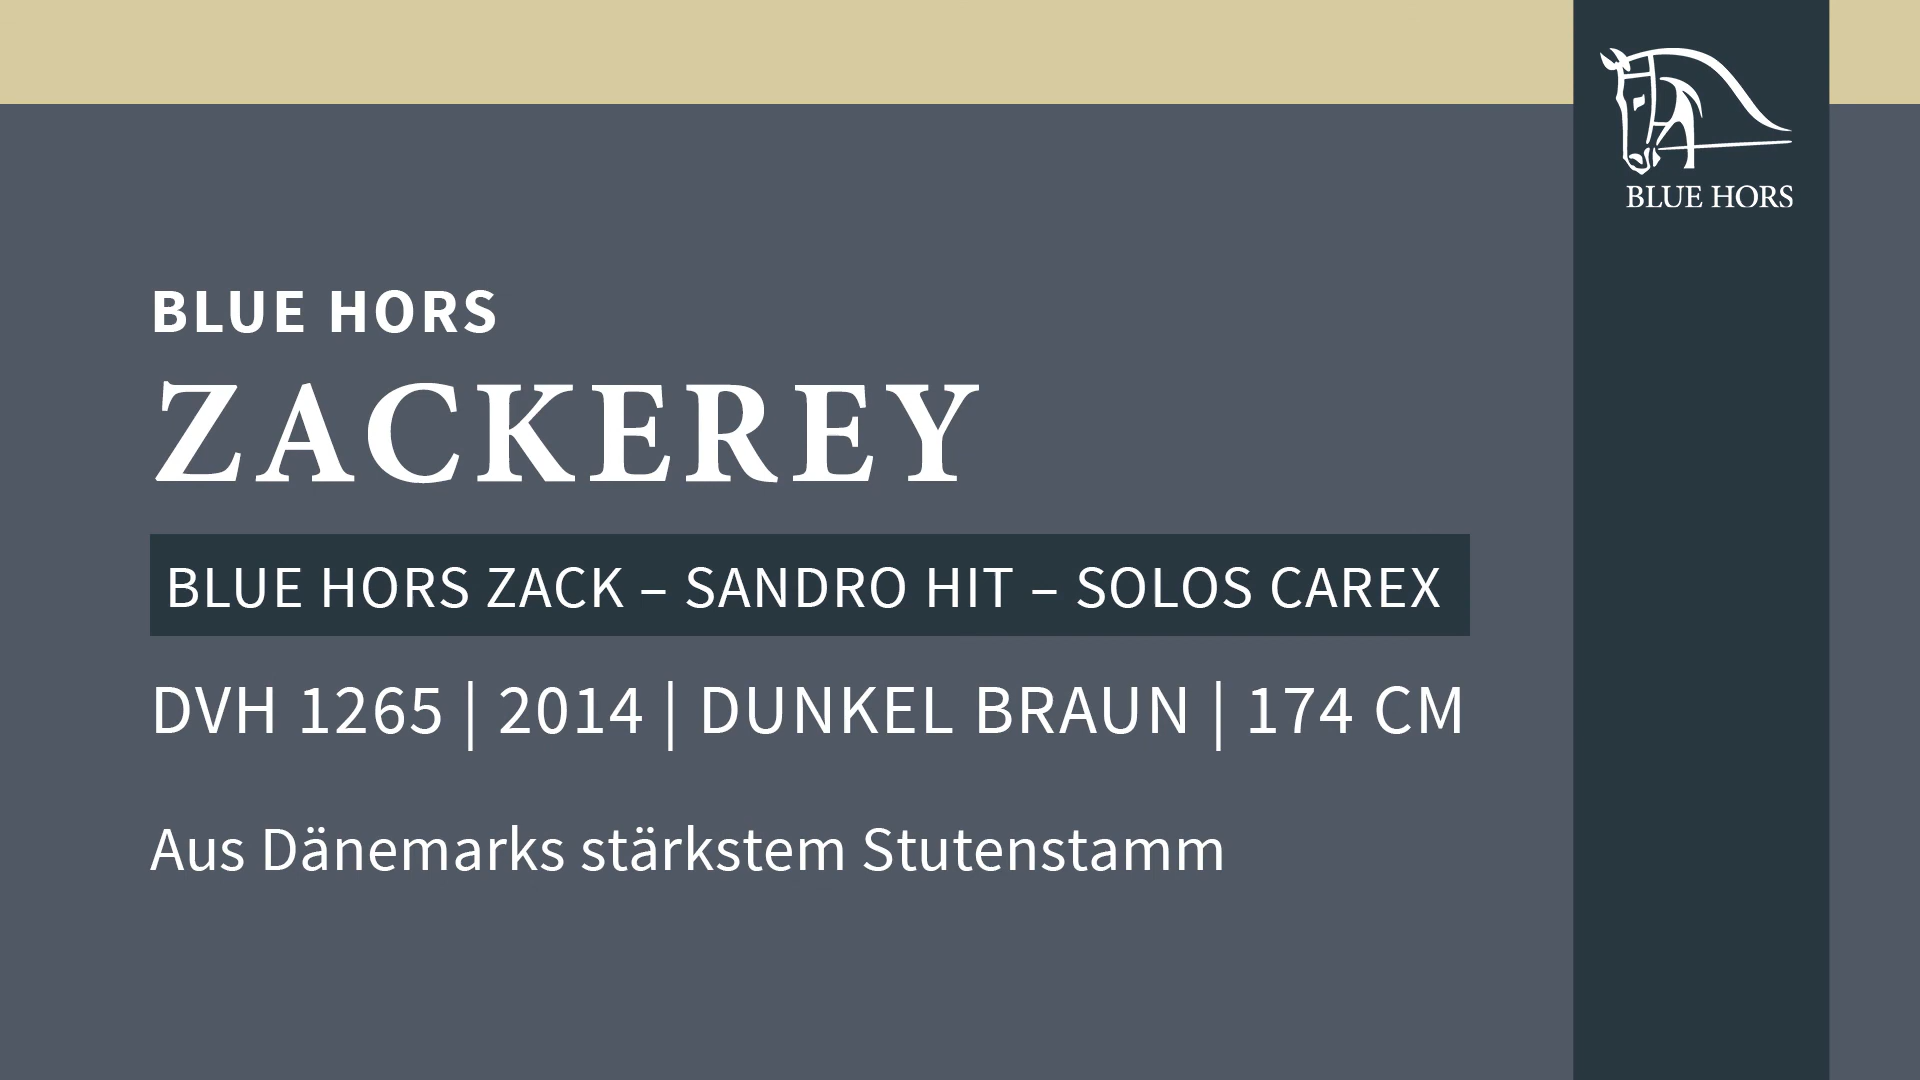 BLUE HORS
BLUE HORS
ZACKEREY
BLUE HORS ZACK – SANDRO HIT – SOLOS CAREX
DVH 1265 | 2014 | DUNKEL BRAUN | 174 CM
Aus Dänemarks stärkstem Stutenstamm